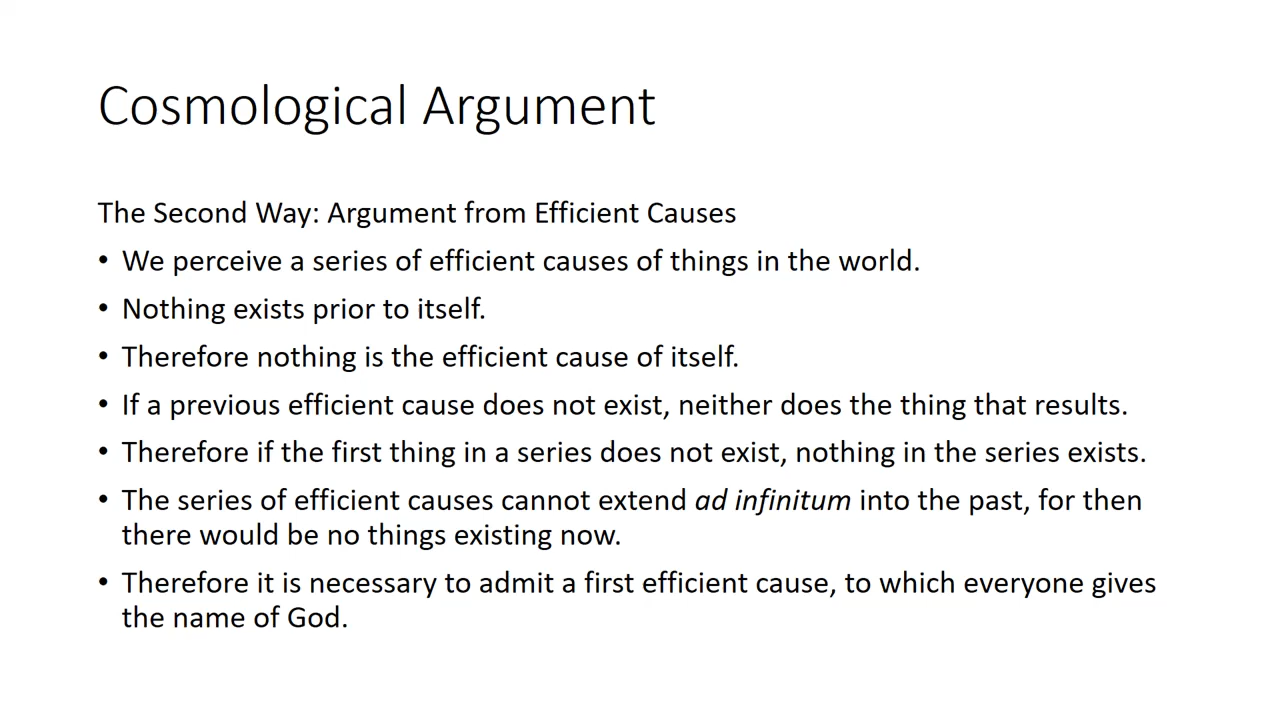 Cosmological Argument
The Second Way: Argument from Efficient Causes
• We perceive a series of efficient causes of things in the world.
• Nothing exists prior to itself.
• Therefore nothing is the efficient cause of itself.
• If a previous efficient cause does not exist, neither does the thing that results.
• Therefore if the first thing in a series does not exist, nothing in the series exists.
• The series of efficient causes cannot extend ad infinitum into the past, for then
there would be no things existing now.
• Therefore it is necessary to admit a first efficient cause, to which everyone gives
the name of God.